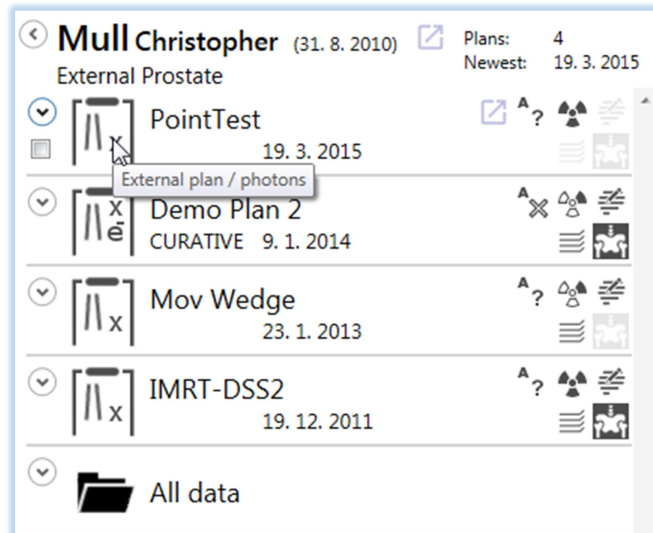 Mull Christopher (31. 8. 2010) Plans: 4
External Prostate Newest: 19. 3. 2015
PointTest A?
x 19. 3. 2015
External plan / photons
x Demo Plan 2 A
ē CURATIVE 9. 1. 2014
Mov Wedge A?
x 23. 1. 2013
IMRT-DSS2 A?
x 19. 12. 2011
All data